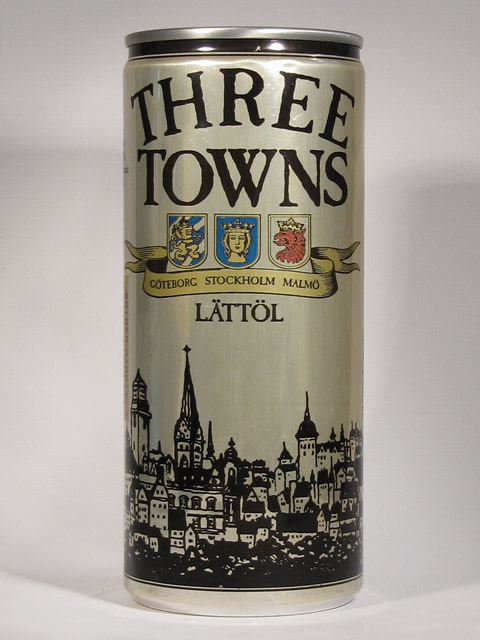 THREE
TOWNS
GÖTEBORG STOCKHOLM MALMÖ
LÄTTÖL